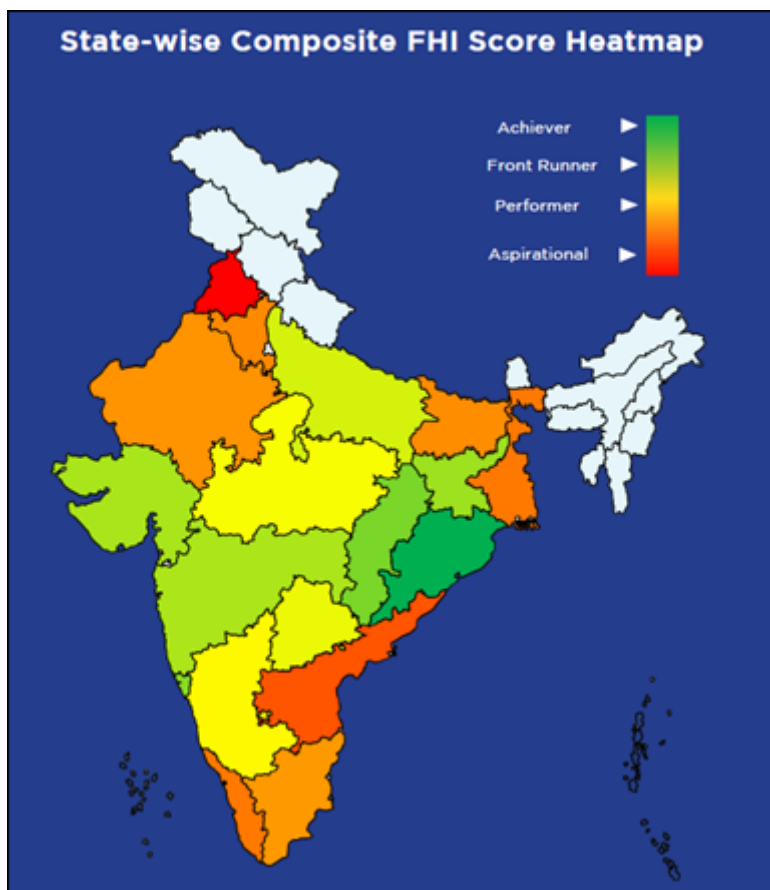 State-wise Composite FHI Score Heatmap
Achiever
Front Runner
Performer
Aspirational